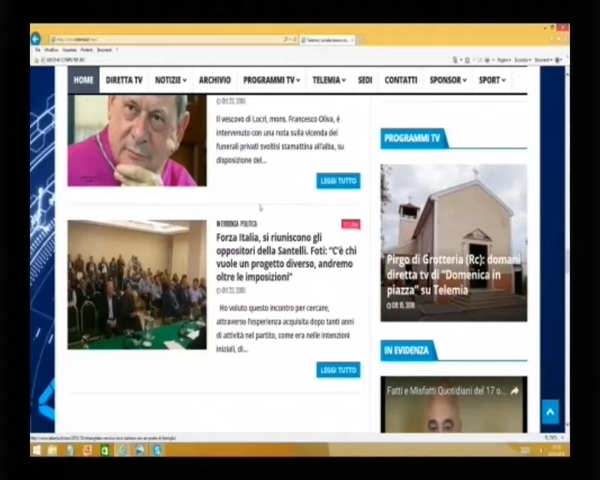 HOME DIRETTA TV NOTIZIE ARCHIVIO PROGRAMMI TV TELEMIA SEDI CONTATTI SPONSOR SPORT
Il vescovo di Locri, mons. Francesco Oliva, è
intervenuto con una nota sulla vicenda dei
funerali privati svoltisi stamattina all'alba, su
disposizione del...
LEGGI TUTTO
IN EVIDENZA POLITICA
Forza Italia, si riuniscono gli
oppositori della Santelli. Foti: "C'è chi
vuole un progetto diverso, andremo
oltre le imposizioni"
Ho voluto questo incontro per cercare,
attraverso l'esperienza acquisita dopo tanti anni
di attività nel partito, come era nelle intenzioni
iniziali, di...
LEGGI TUTTO
PROGRAMMI TV
Pirgo di Grotteria (Rc): domani
diretta tv di "Domenica in
piazza" su Telemia
IN EVIDENZA
Fatti e Misfatti Quotidiani del 17 o...